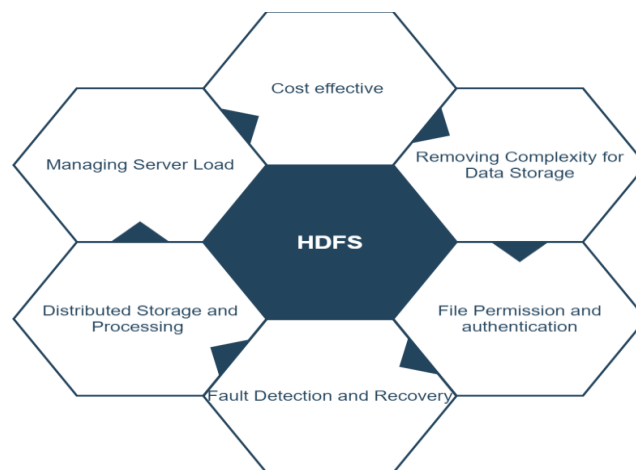 Cost effective
Managing Server Load
Removing Complexity for
Data Storage
HDFS
Distributed Storage and
Processing
File Permission and
authentication
Fault Detection and Recovery